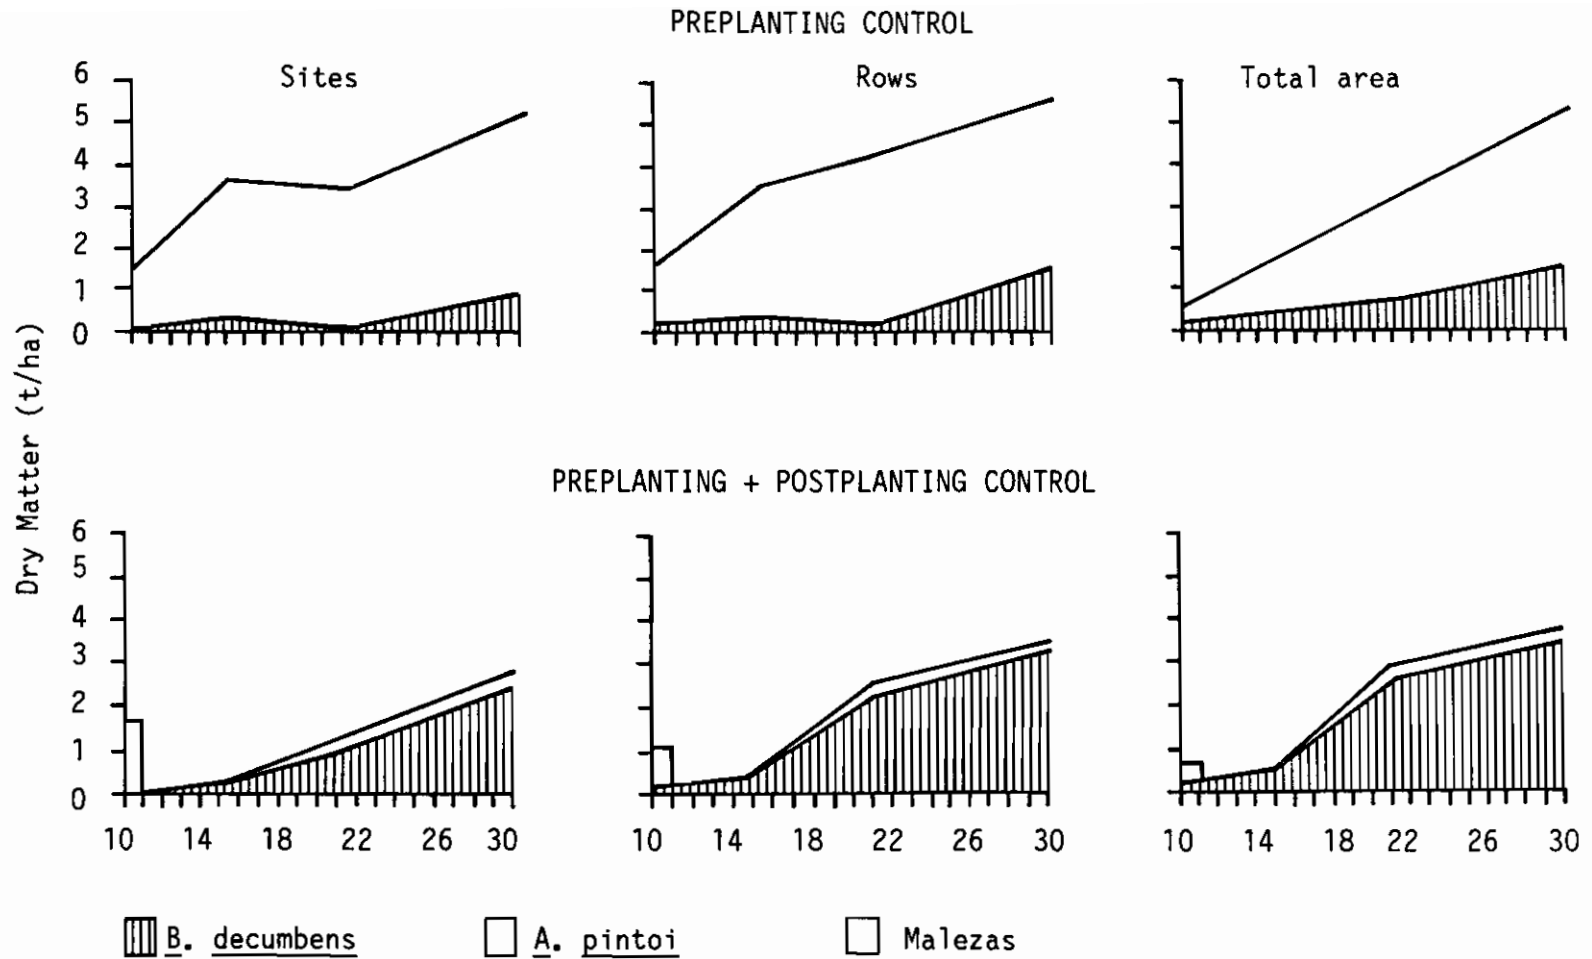 PREPLANTING CONTROL
Sites Rows Total area
6
5
4
3
2
1
0
Dry Matter (t/ha)
PREPLANTING + POSTPLANTING CONTROL
6
5
4
3
2
1
0
10 14 18 22 26 30 10 14 18 22 26 30 10 14 18 22 26 30
B. decumbens A. pintoi Malezas